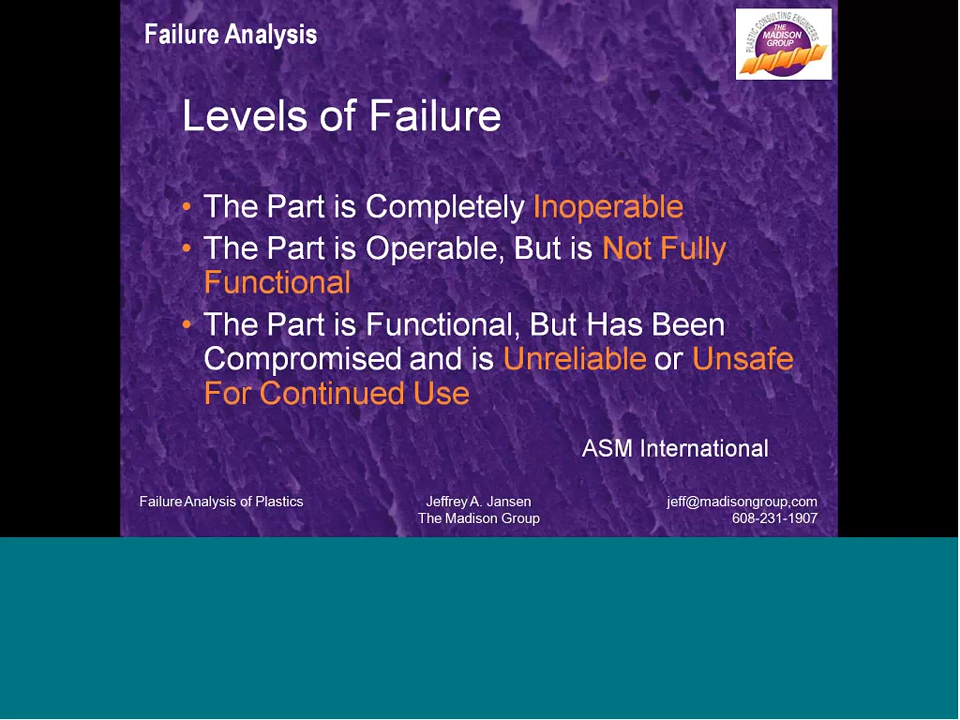 Failure Analysis
PLASTIC CONSULTING ENGINEERS
THE
MADISON
GROUP
Levels of Failure
• The Part is Completely Inoperable
• The Part is Operable, But is Not Fully
Functional
• The Part is Functional, But Has Been
Compromised and is Unreliable or Unsafe
For Continued Use
ASM International
Failure Analysis of Plastics
Jeffrey A. Jansen
The Madison Group
jeff@madisongroup,com
608-231-1907